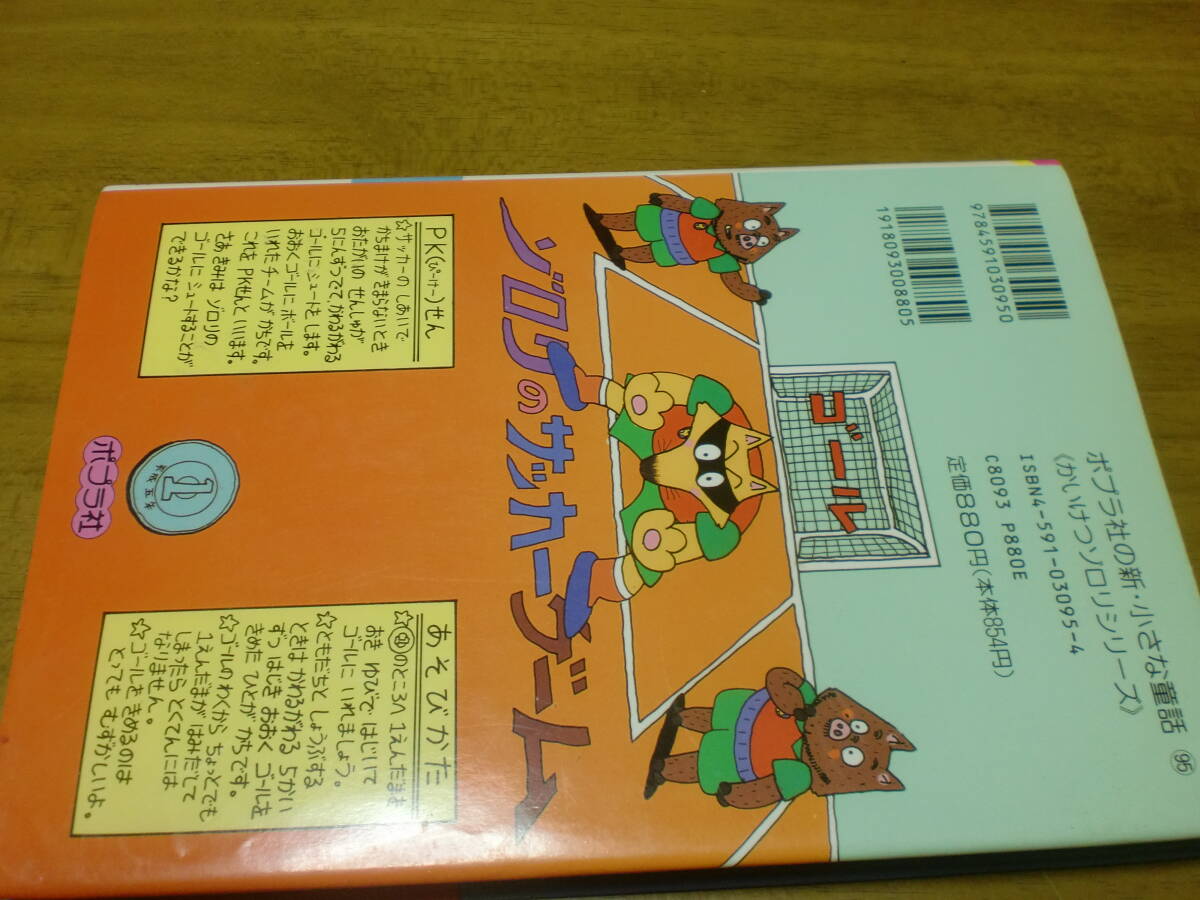 ポプラ社の新・小さな童話 95
《かいけつゾロリシリーズ》
ISBN4-591-03095-4
C8093 P880E
定価880円(本体854円)
9784591030950
1918093008805
ゴール
ゾロリのサッカーゲーム
PK(ぴーけー)せん
☆サッカーの しあいで
かちまけがきまらないとき
おたがいの せんしゅが
5にんずつでて、かわるがわる
ゴールにシュートを します。
おおくゴールにボールを
いれたチームが かちです。
これを PKせんと いいます。
さあ きみは ゾロリの
ゴールに シュートすることが
できるかな?
あそびかた
のところへ 1えんだまを
おき ゆびで はじいて
ゴールに いれましょう。
☆ともだちと しょうぶする
ときは かわるがわる 5かい
ずつ はじき おおく ゴールを
きめた ひとが かちです。
☆ゴールのわくから ちょっとでも
1えんだまが はみだして
しまったら とくてんには
なりません。
☆ゴールをきめるのは
とっても むずかしいよ。
1
平成五年
ポプラ社